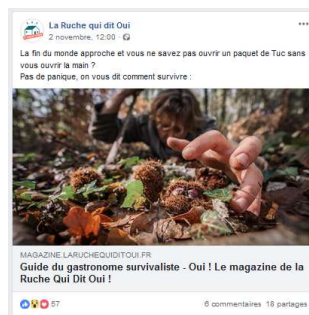 La Ruche qui dit Oui
2 novembre, 12:00 ·
La fin du monde approche et vous ne savez pas ouvrir un paquet de Tuc sans
vous ouvrir la main ?
Pas de panique, on vous dit comment survivre :
MAGAZINE.LARUCHEQUIDITOUI.FR
Guide du gastronome survivaliste - Oui ! Le magazine de la
Ruche Qui Dit Oui !
57
6 commentaires 18 partages